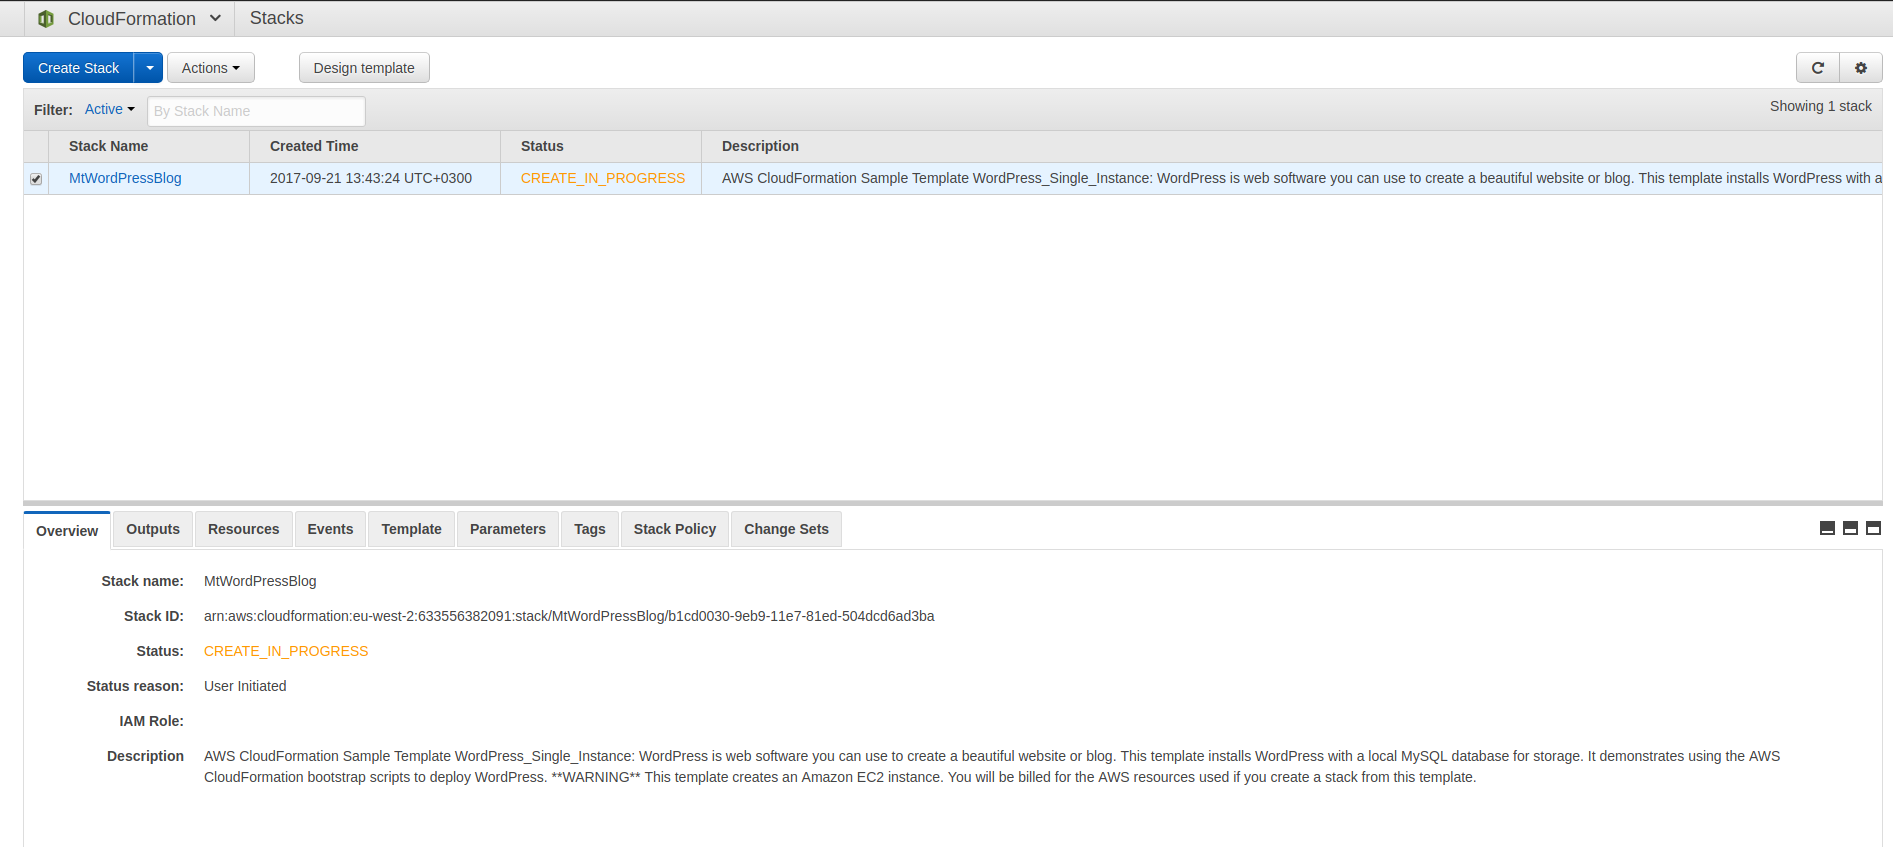 CloudFormation Stacks
Create Stack Actions Design template
Filter: Active By Stack Name Showing 1 stack
Stack Name Created Time Status Description
MtWordPressBlog 2017-09-21 13:43:24 UTC+0300 CREATE_IN_PROGRESS AWS CloudFormation Sample Template WordPress_Single_Instance: WordPress is web software you can use to create a beautiful website or blog. This template installs WordPress with a
Overview Outputs Resources Events Template Parameters Tags Stack Policy Change Sets
Stack name: MtWordPressBlog
Stack ID: arn:aws:cloudformation:eu-west-2:633556382091:stack/MtWordPressBlog/b1cd0030-9eb9-11e7-81ed-504dcd6ad3ba
Status: CREATE_IN_PROGRESS
Status reason: User Initiated
IAM Role:
Description AWS CloudFormation Sample Template WordPress_Single_Instance: WordPress is web software you can use to create a beautiful website or blog. This template installs WordPress with a local MySQL database for storage. It demonstrates using the AWS
CloudFormation bootstrap scripts to deploy WordPress. **WARNING** This template creates an Amazon EC2 instance. You will be billed for the AWS resources used if you create a stack from this template.